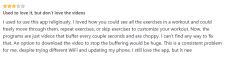 Used to love it, but don't love the videos
I used to use this app religiously. I loved how you could see all the exercises in a workout and could
freely move through them, repeat exercises, or skip exercises to customize your workout. Now, the
programs are just videos that buffer every couple seconds and are choppy. I can't find any way to fix
that. An option to download the video to stop the buffering would be huge. This is a consistent problem
for me, despite trying different WiFi and updating my phone. I still love the app, but it nee